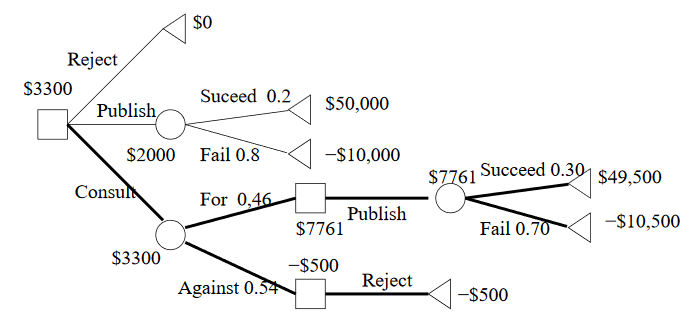 $0
Reject
$3300
Publish
Suceed 0.2
$50,000
$2000
Fail 0.8
−$10,000
Consult
For 0,46
$7761
Publish
$7761
Succeed 0.30
$49,500
Fail 0.70
−$10,500
$3300
Against 0.54
−$500
Reject
−$500